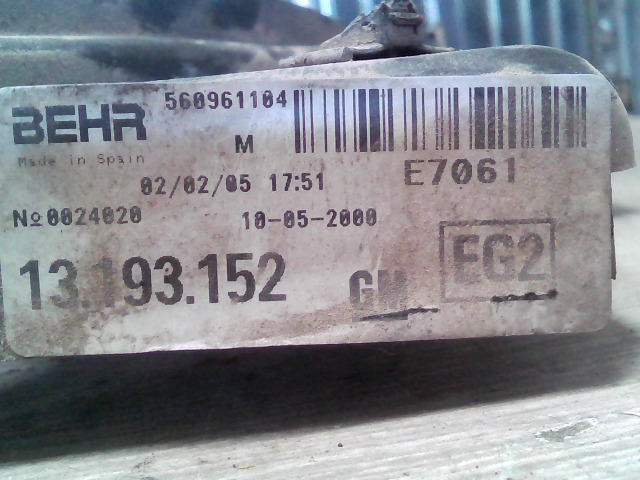 BEHR 560961104
Made in Spain M
02/02/05 17:51 E7061
№0024020 10-05-2000
13.193.152 GM EG2